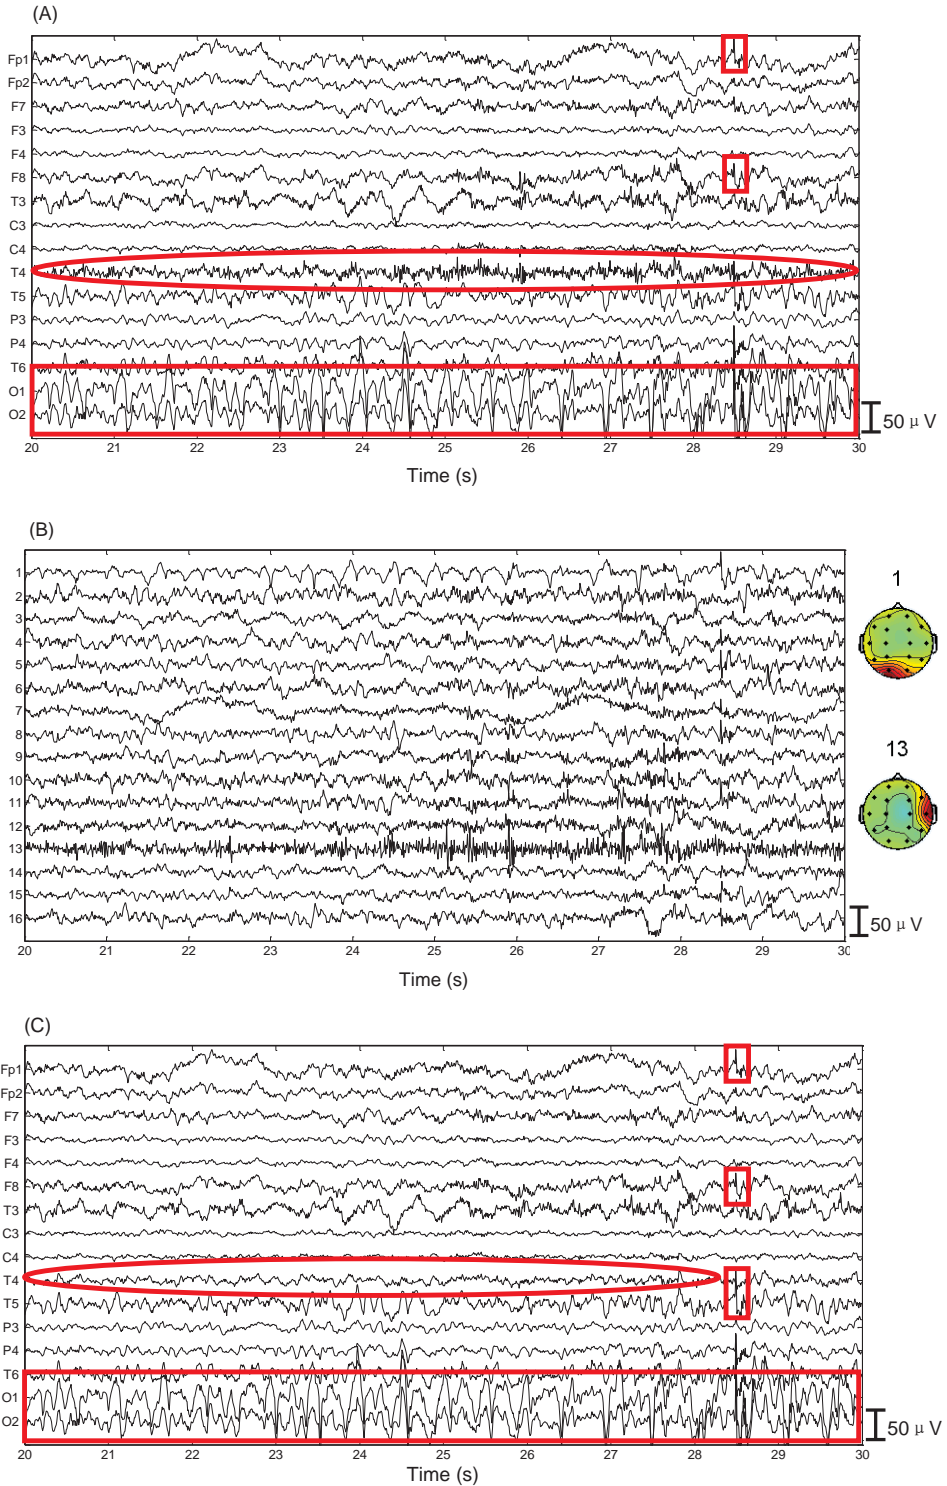 (A)
Fp1
Fp2
F7
F3
F4
F8
T3
C3
C4
T4
T5
P3
P4
T6
O1
O2
50 μ V
20 21 22 23 24 25 26 27 28 29 30
Time (s)
(B)
1
2
3
4
5
6
7
8
9
10
11
12
13
14
15
16
1
13
50 μ V
20 21 22 23 24 25 26 27 28 29 30
Time (s)
(C)
Fp1
Fp2
F7
F3
F4
F8
T3
C3
C4
T4
T5
P3
P4
T6
O1
O2
50 μ V
20 21 22 23 24 25 26 27 28 29 30
Time (s)